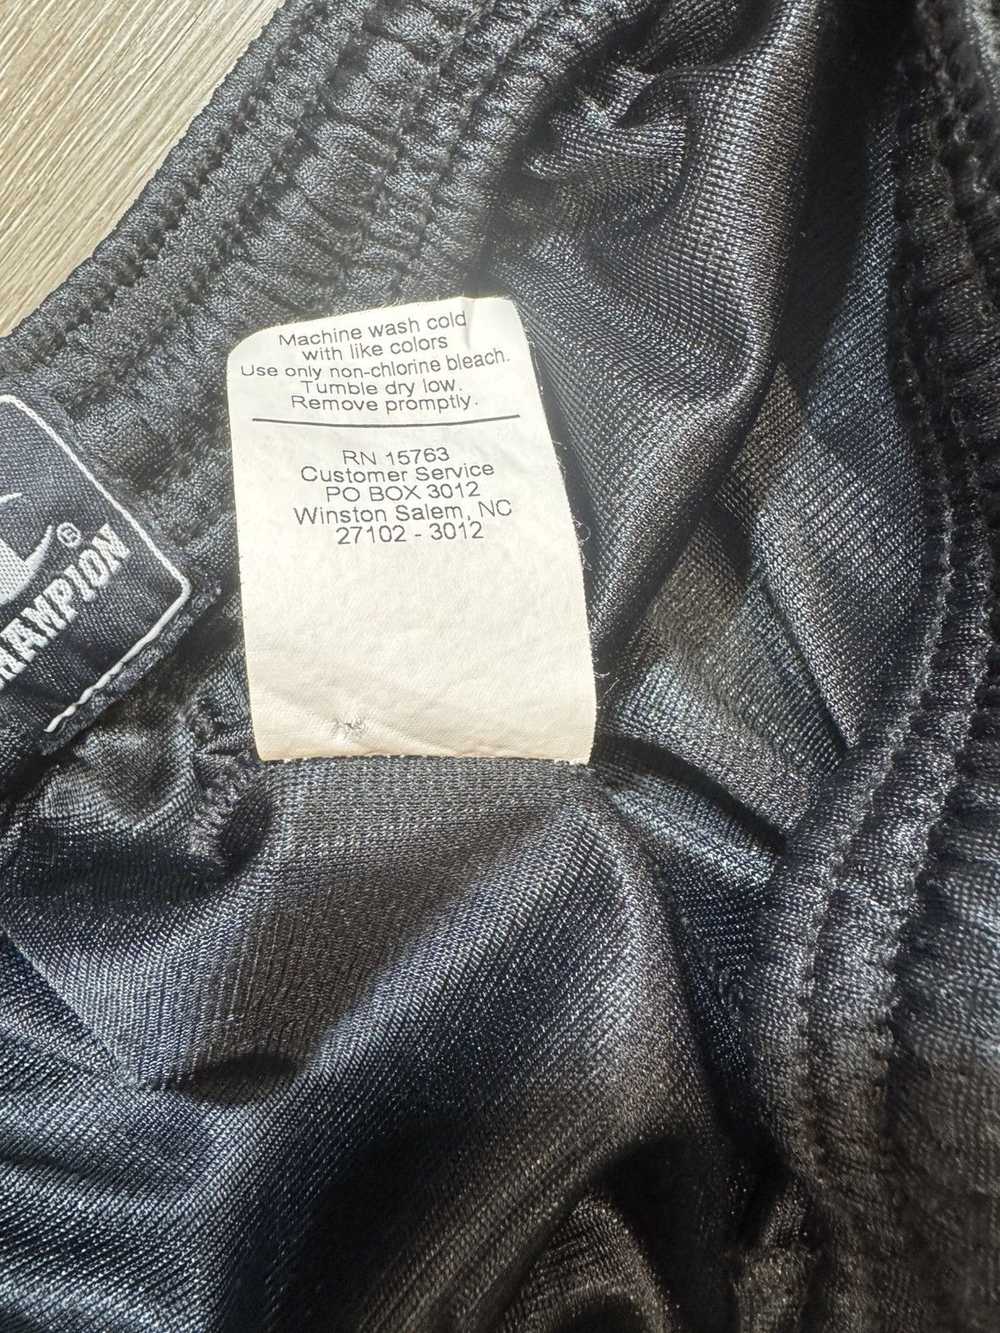 Machine wash cold
with like colors
Use only non-chlorine bleach.
Tumble dry low.
Remove promptly.
RN 15763
Customer Service
PO BOX 3012
Winston Salem, NC
27102 - 3012
®
CHAMPION